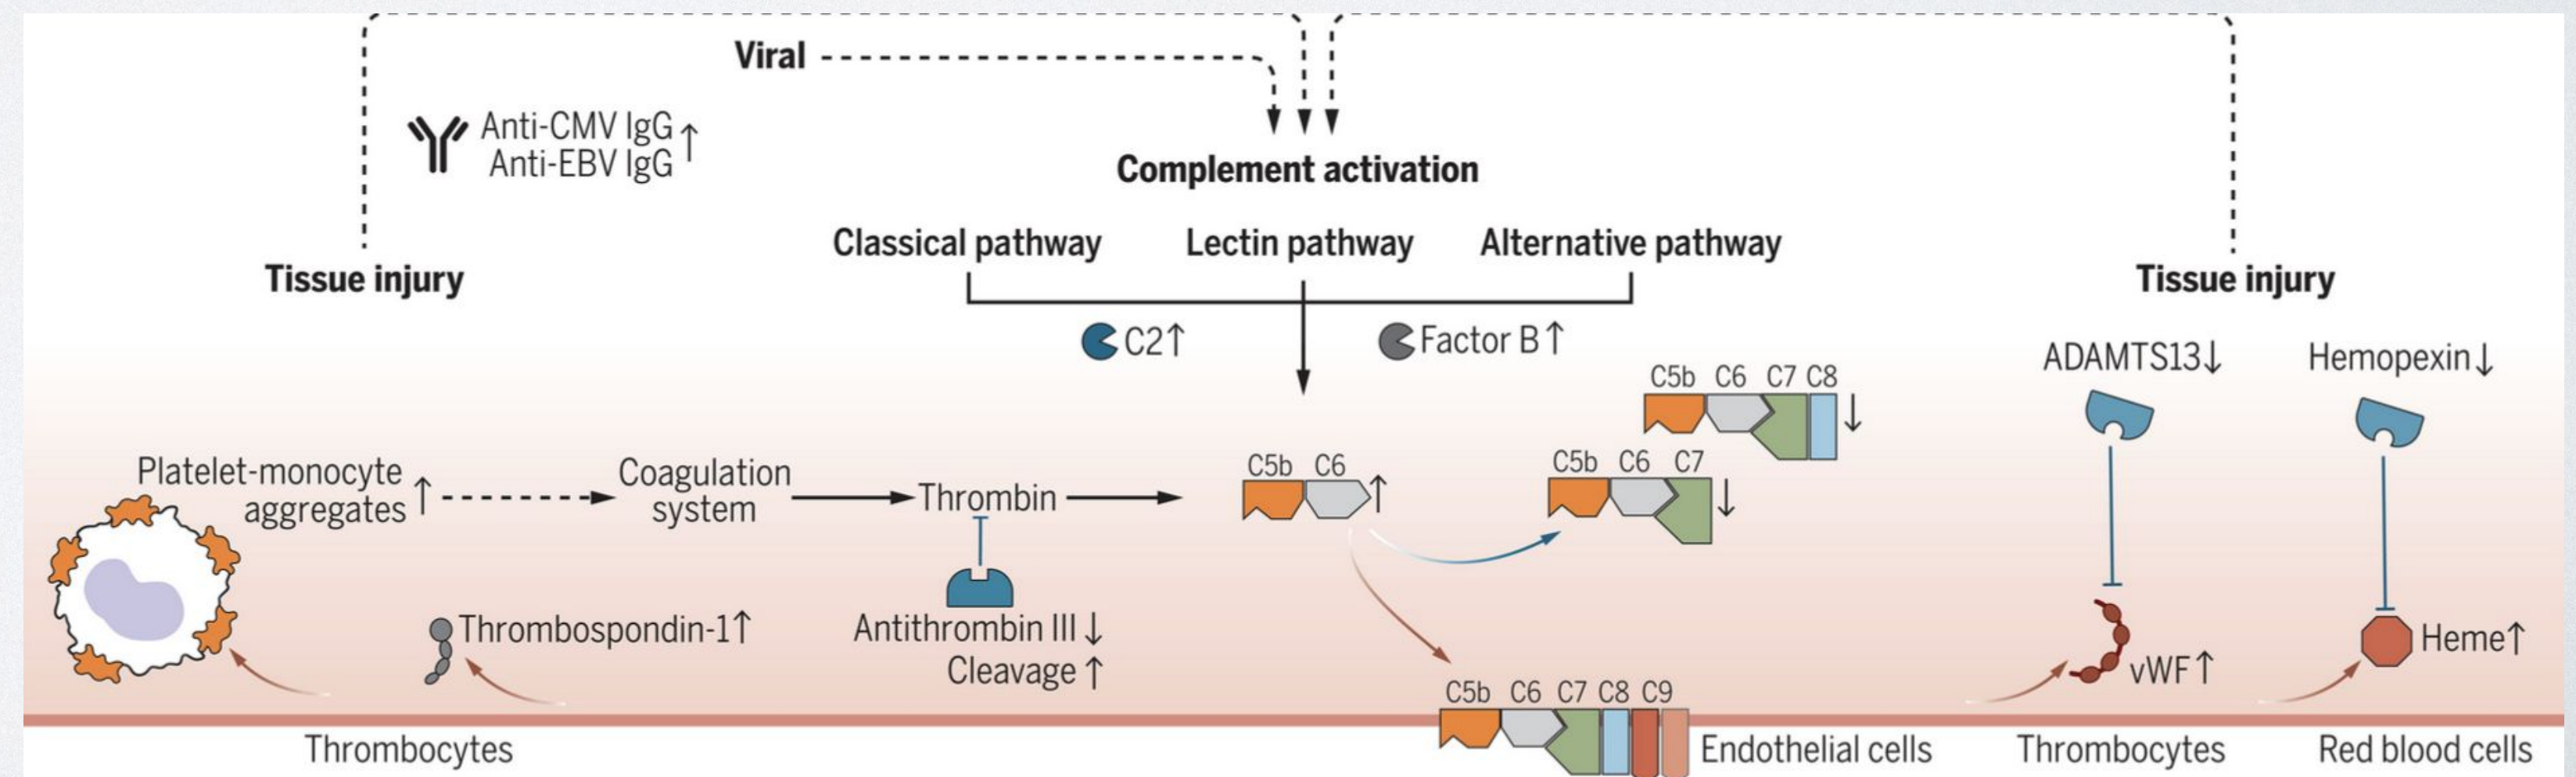 Viral
Anti-CMV IgG ↑
Anti-EBV IgG
Complement activation
Classical pathway
Lectin pathway
Alternative pathway
Tissue injury
Tissue injury
C2↑
Factor B↑
ADAMTS13↓
Hemopexin↓
C5b C6 C7 C8
↓
Platelet-monocyte
aggregates ↑
Coagulation
system
Thrombin
C5b C6
↑
C5b C6 C7
↓
Thrombospondin-1↑
Antithrombin III ↓
Cleavage ↑
Heme↑
vWF↑
C5b C6 C7 C8 C9
Thrombocytes
Endothelial cells
Thrombocytes
Red blood cells